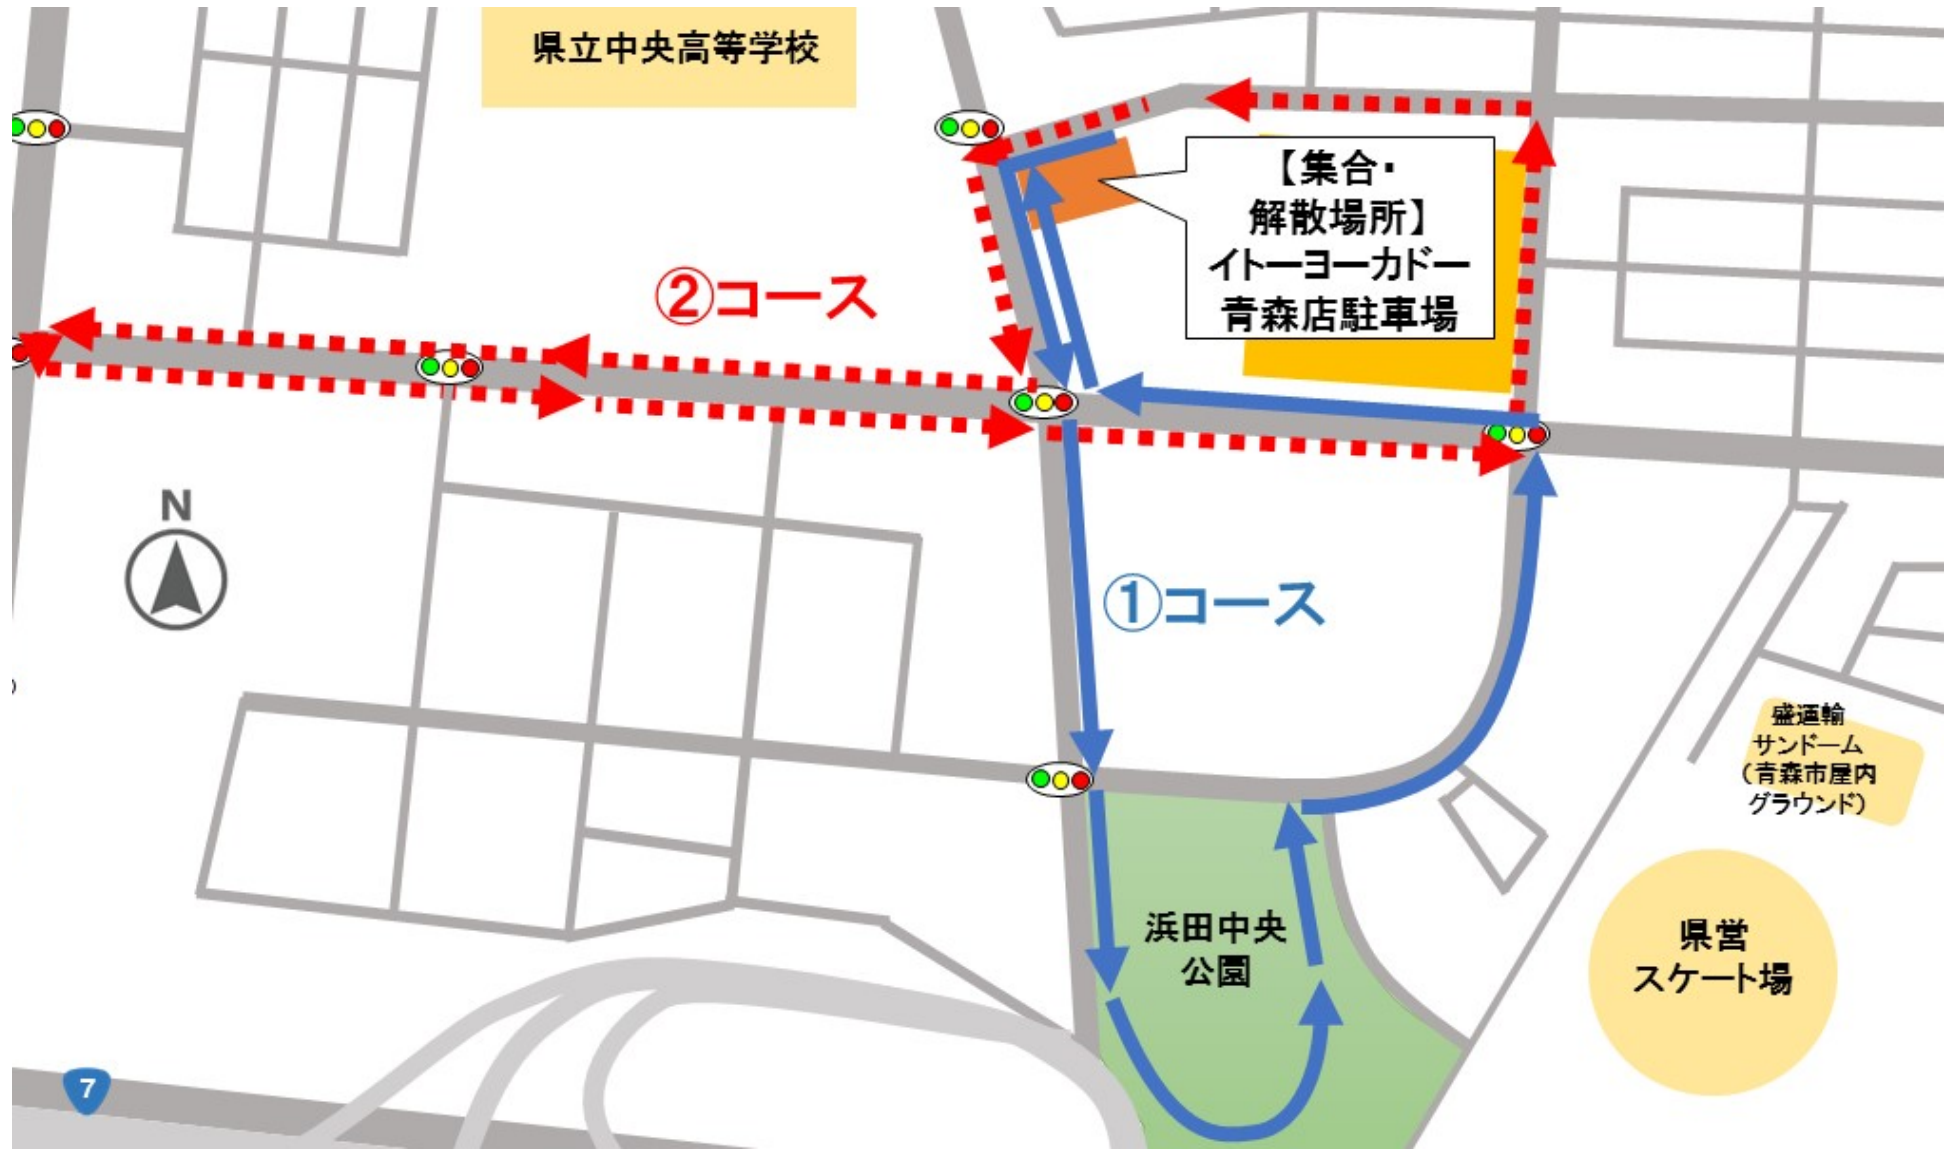 県立中央高等学校
【集合・
解散場所】
イトーヨーカドー
青森店駐車場
②コース
N
①コース
盛運輸
サンドーム
（青森市屋内
グラウンド）
浜田中央
公園
県営
スケート場
7